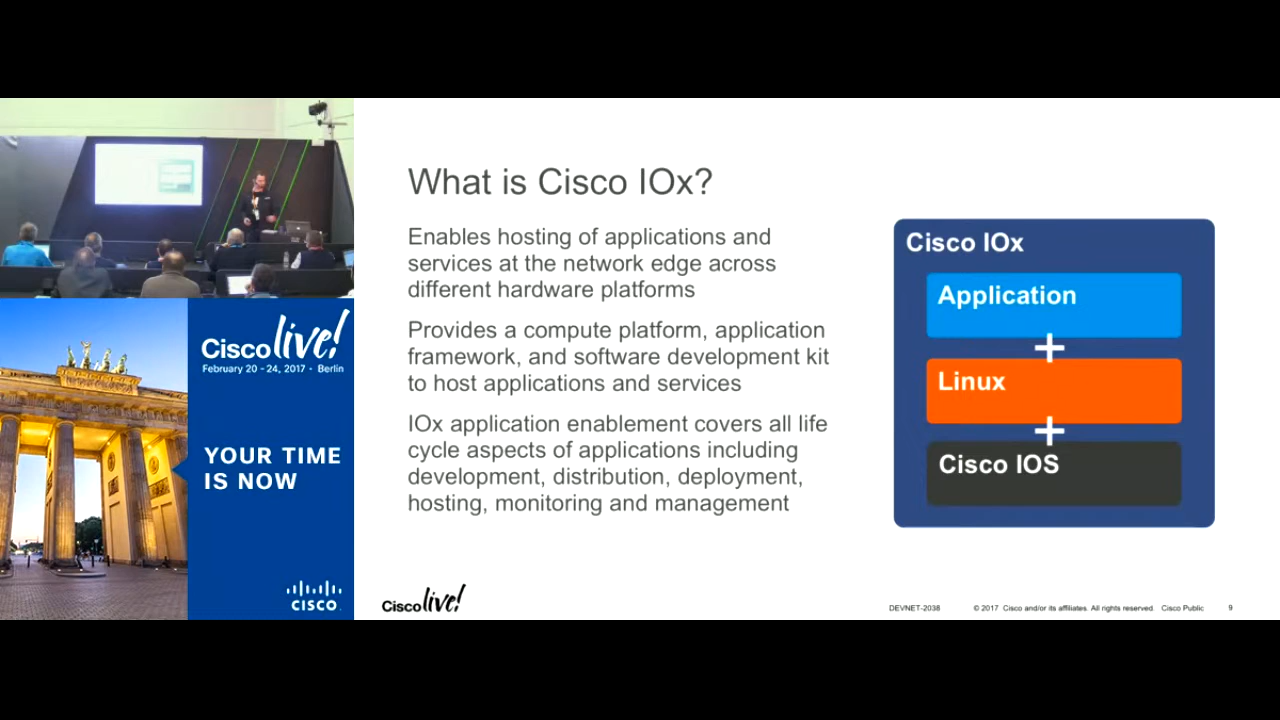 Cisco live!
February 20 - 24, 2017 • Berlin
YOUR TIME
IS NOW
CISCO.
What is Cisco IOx?
Enables hosting of applications and
services at the network edge across
different hardware platforms
Provides a compute platform, application
framework, and software development kit
to host applications and services
IOx application enablement covers all life
cycle aspects of applications including
development, distribution, deployment,
hosting, monitoring and management
Cisco IOx
Application
+
Linux
+
Cisco IOS
Cisco live!
DEVNET-2038 © 2017 Cisco and/or its affiliates. All rights reserved. Cisco Public 9